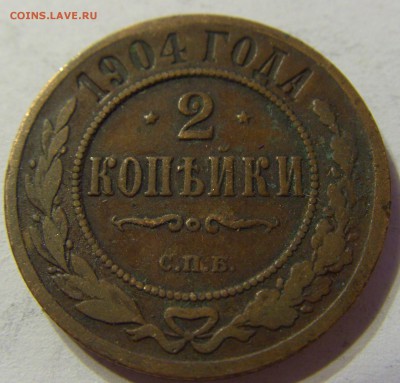 COINS.LAVE.RU
1904 ГОДА
2
КОПѢЙКИ
С.П.Б.